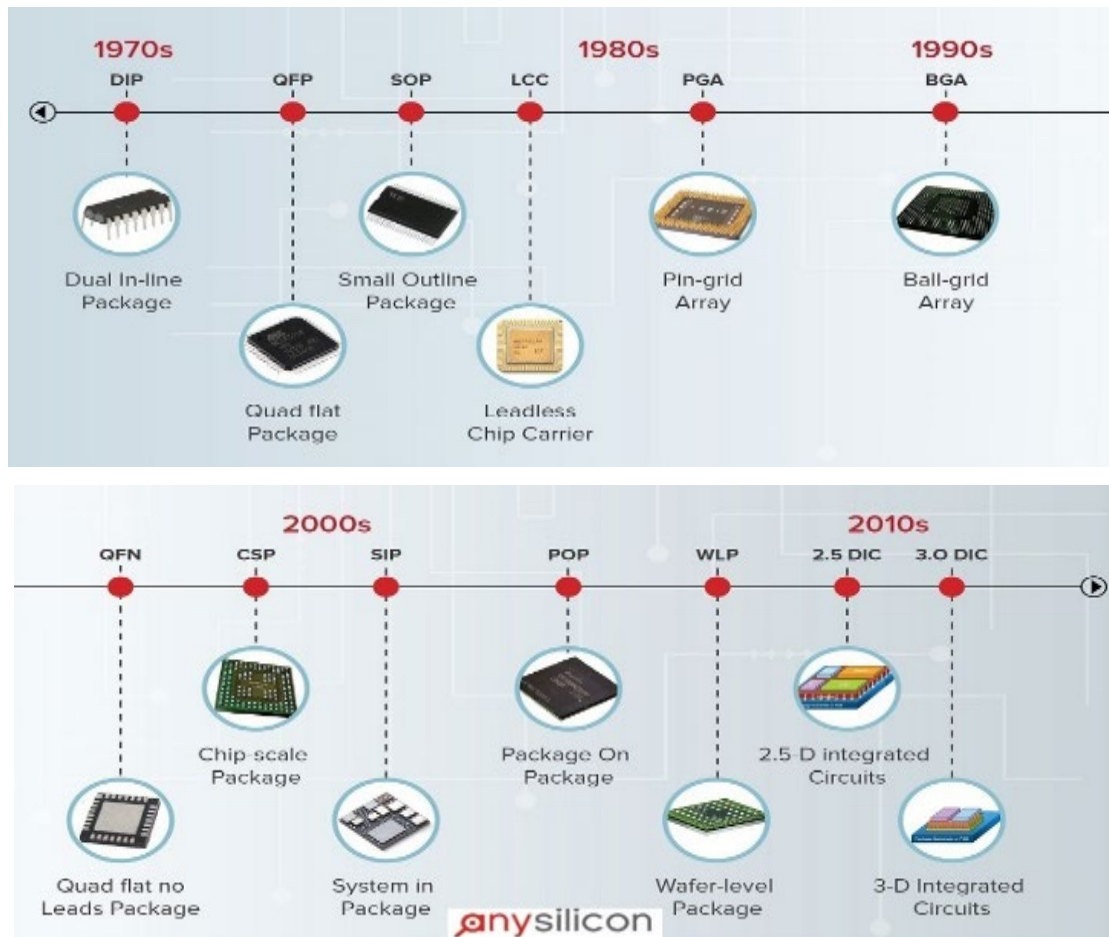 1970s 1980s 1990s
DIP QFP SOP LCC PGA BGA
Dual In-line
Package
Small Outline
Package
Pin-grid
Array
Ball-grid
Array
Quad flat
Package
Leadless
Chip Carrier
2000s 2010s
QFN CSP SIP POP WLP 2.5 DIC 3.0 DIC
Chip-scale
Package
Package On
Package
2.5-D integrated
Circuits
Quad flat no
Leads Package
System in
Package
Wafer-level
Package
3-D Integrated
Circuits
anysilicon